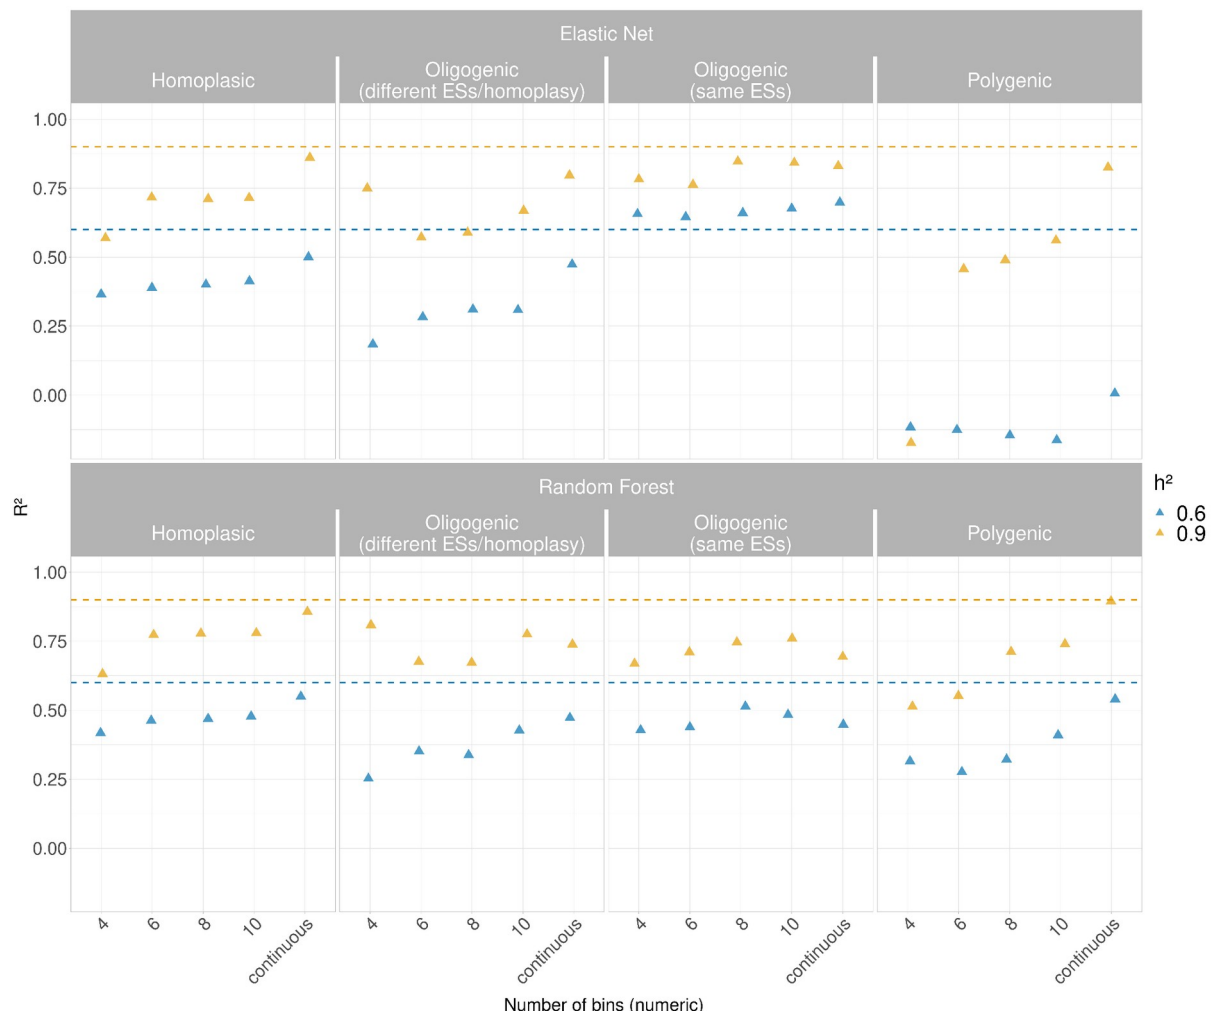 Elastic Net
Homoplasic
Oligogenic
(different ESs/homoplasy)
Oligogenic
(same ESs)
Polygenic
1.00
0.75
0.50
0.25
0.00
Random Forest
Homoplasic
Oligogenic
(different ESs/homoplasy)
Oligogenic
(same ESs)
Polygenic
1.00
0.75
0.50
0.25
0.00
R²
h²
0.6
0.9
4 6 8 10 continuous
4 6 8 10 continuous
4 6 8 10 continuous
4 6 8 10 continuous
Number of bins (numeric)